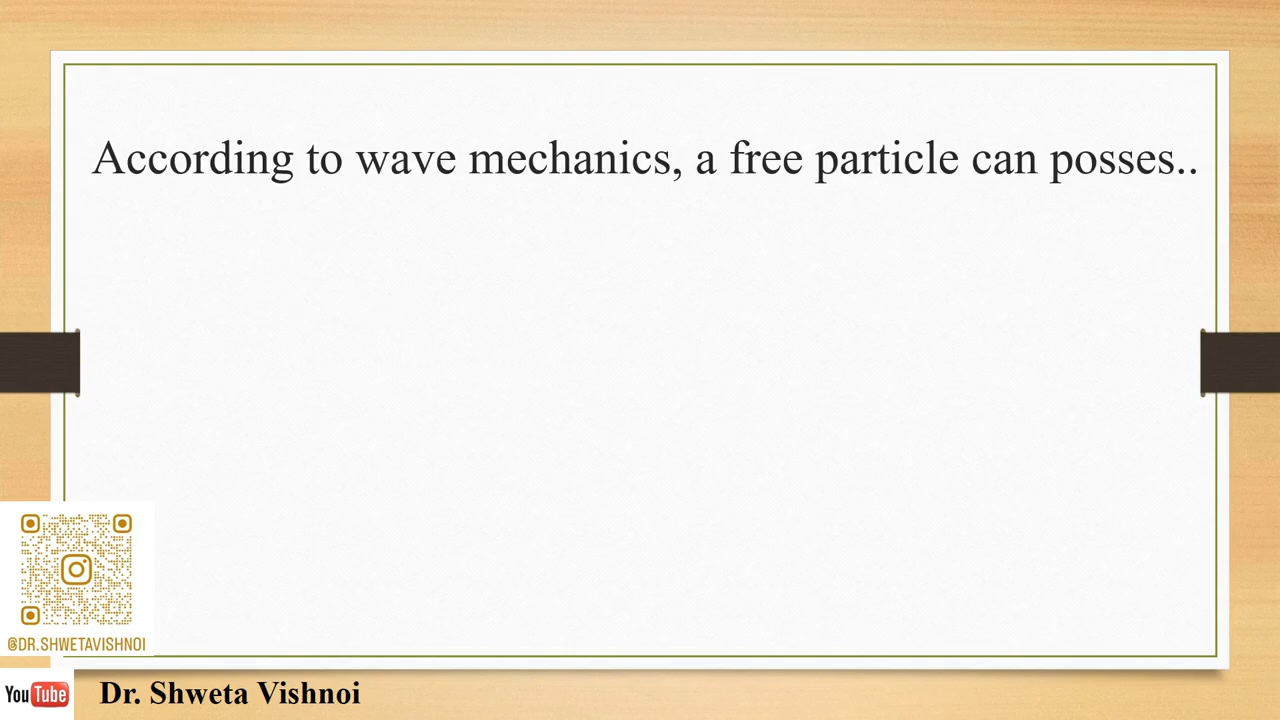 According to wave mechanics, a free particle can posses..
@DR.SHWETAVISHNOI
YouTube
Dr. Shweta Vishnoi